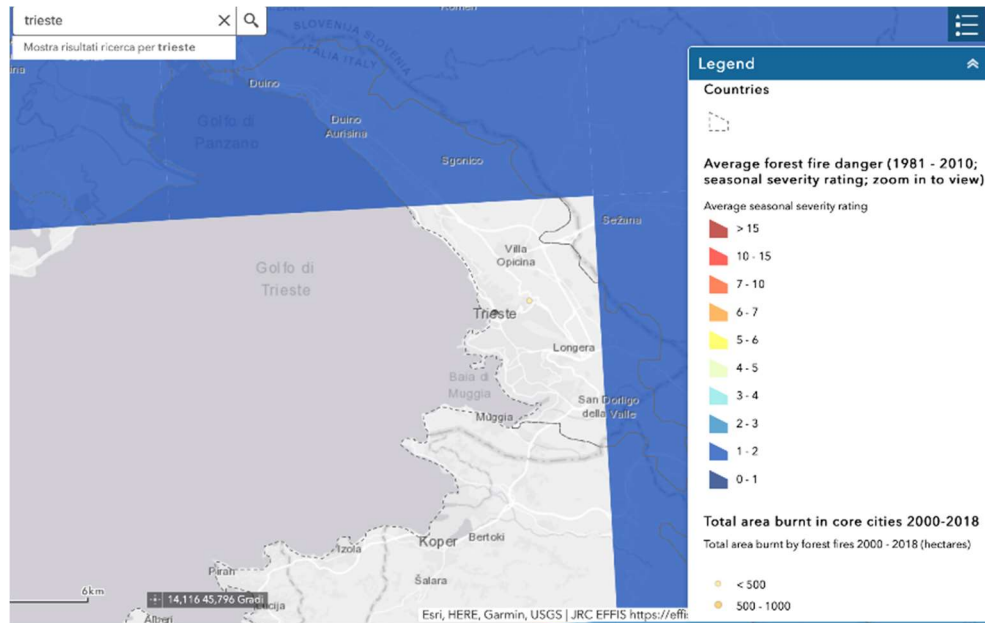 trieste
Mostra risultati ricerca per trieste
SLOVENIJA SLOVENIA
ITALIA ITALY
Duino
Golfo di
Panzano
Duino
Aurisina
Sgonico
Sežana
Villa
Opicina
Golfo di
Trieste
Trieste
Longera
Baia di
Muggia
San Dorligo
della Valle
Muggia
Koper
Bertoki
Izola
Piran
Šalara
6km
14,116 45,796 Gradi
Esri, HERE, Garmin, USGS | JRC EFFIS https://effi
Legend
Countries
Average forest fire danger (1981 - 2010;
seasonal severity rating; zoom in to view)
Average seasonal severity rating
> 15
10 - 15
7 - 10
6 - 7
5 - 6
4 - 5
3 - 4
2 - 3
1 - 2
0 - 1
Total area burnt in core cities 2000-2018
Total area burnt by forest fires 2000 - 2018 (hectares)
< 500
500 - 1000